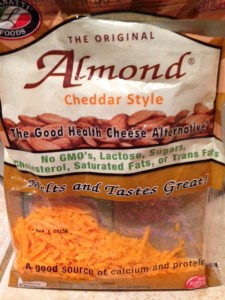 FOODS
THE ORIGINAL
Almond®
Cheddar Style
The Good Health Cheese Alternative
No GMO's, Lactose, Sugars,
Cholesterol, Saturated Fats, or Trans Fats
Melts and Tastes Great!
A good source of calcium and protein